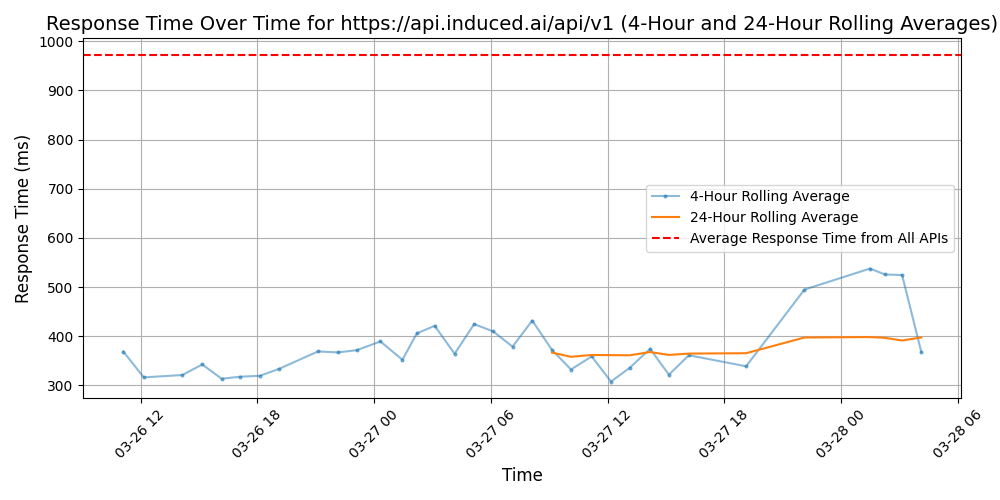 Response Time Over Time for https://api.induced.ai/api/v1 (4-Hour and 24-Hour Rolling Averages)
Response Time (ms)
1000
900
800
700
600
500
400
300
4-Hour Rolling Average
24-Hour Rolling Average
Average Response Time from All APIs
03-26 12
03-26 18
03-27 00
03-27 06
03-27 12
03-27 18
03-28 00
03-28 06
Time